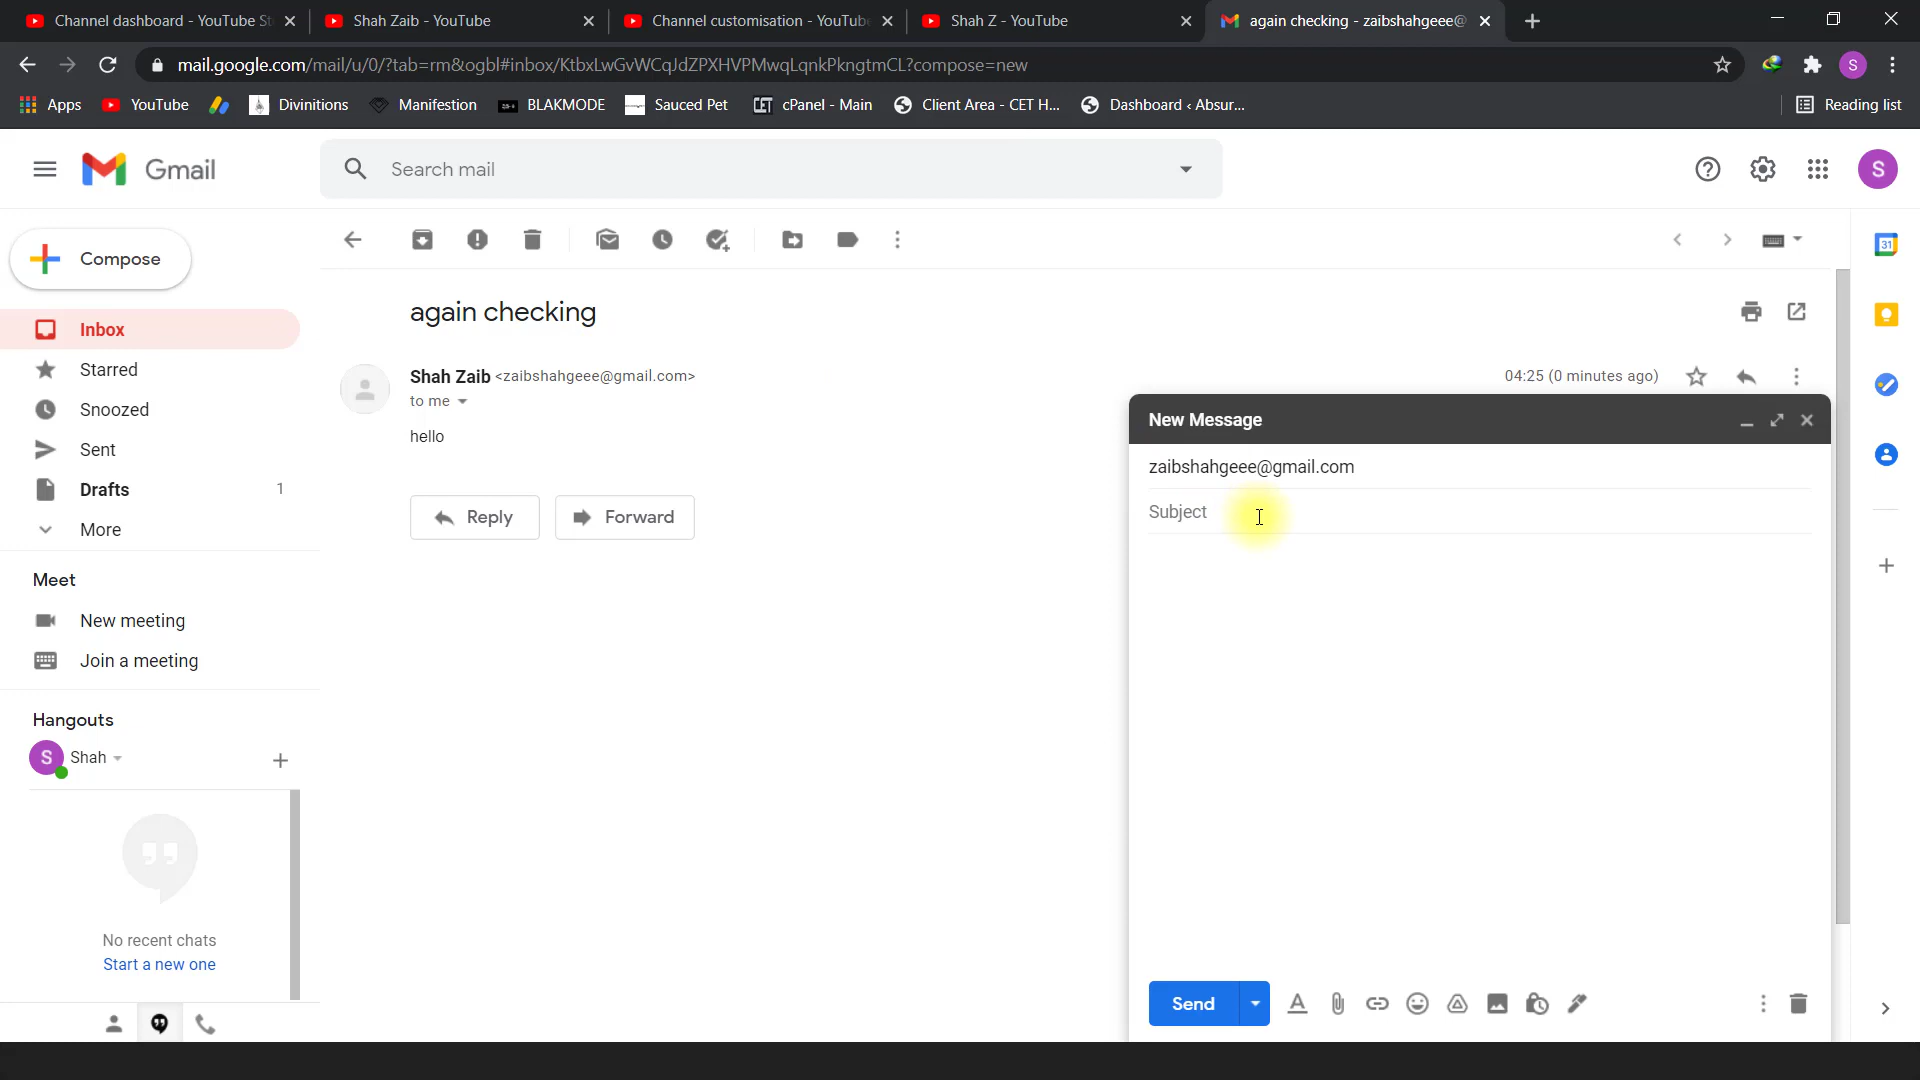 Channel dashboard - YouTube St
Shah Zaib - YouTube
Channel customisation - YouTube
Shah Z - YouTube
again checking - zaibshahgeee@
mail.google.com/mail/u/0/?tab=rm&ogbl#inbox/KtbxLwGvWCqJdZPXHVPMwqLqnkPkngtmCL?compose=new
S
Apps
YouTube
Divinitions
Manifestion
BLAKMODE
Sauced Pet
cPanel - Main
Client Area - CET H...
Dashboard ‹ Absur...
Reading list
Gmail
Search mail
S
Compose
31
again checking
Inbox
Starred
Shah Zaib <zaibshahgeee@gmail.com>
04:25 (0 minutes ago)
to me
Snoozed
hello
New Message
Sent
zaibshahgeee@gmail.com
Drafts
1
Reply
Forward
Subject
More
Meet
New meeting
Join a meeting
Hangouts
S
Shah
No recent chats
Start a new one
Send